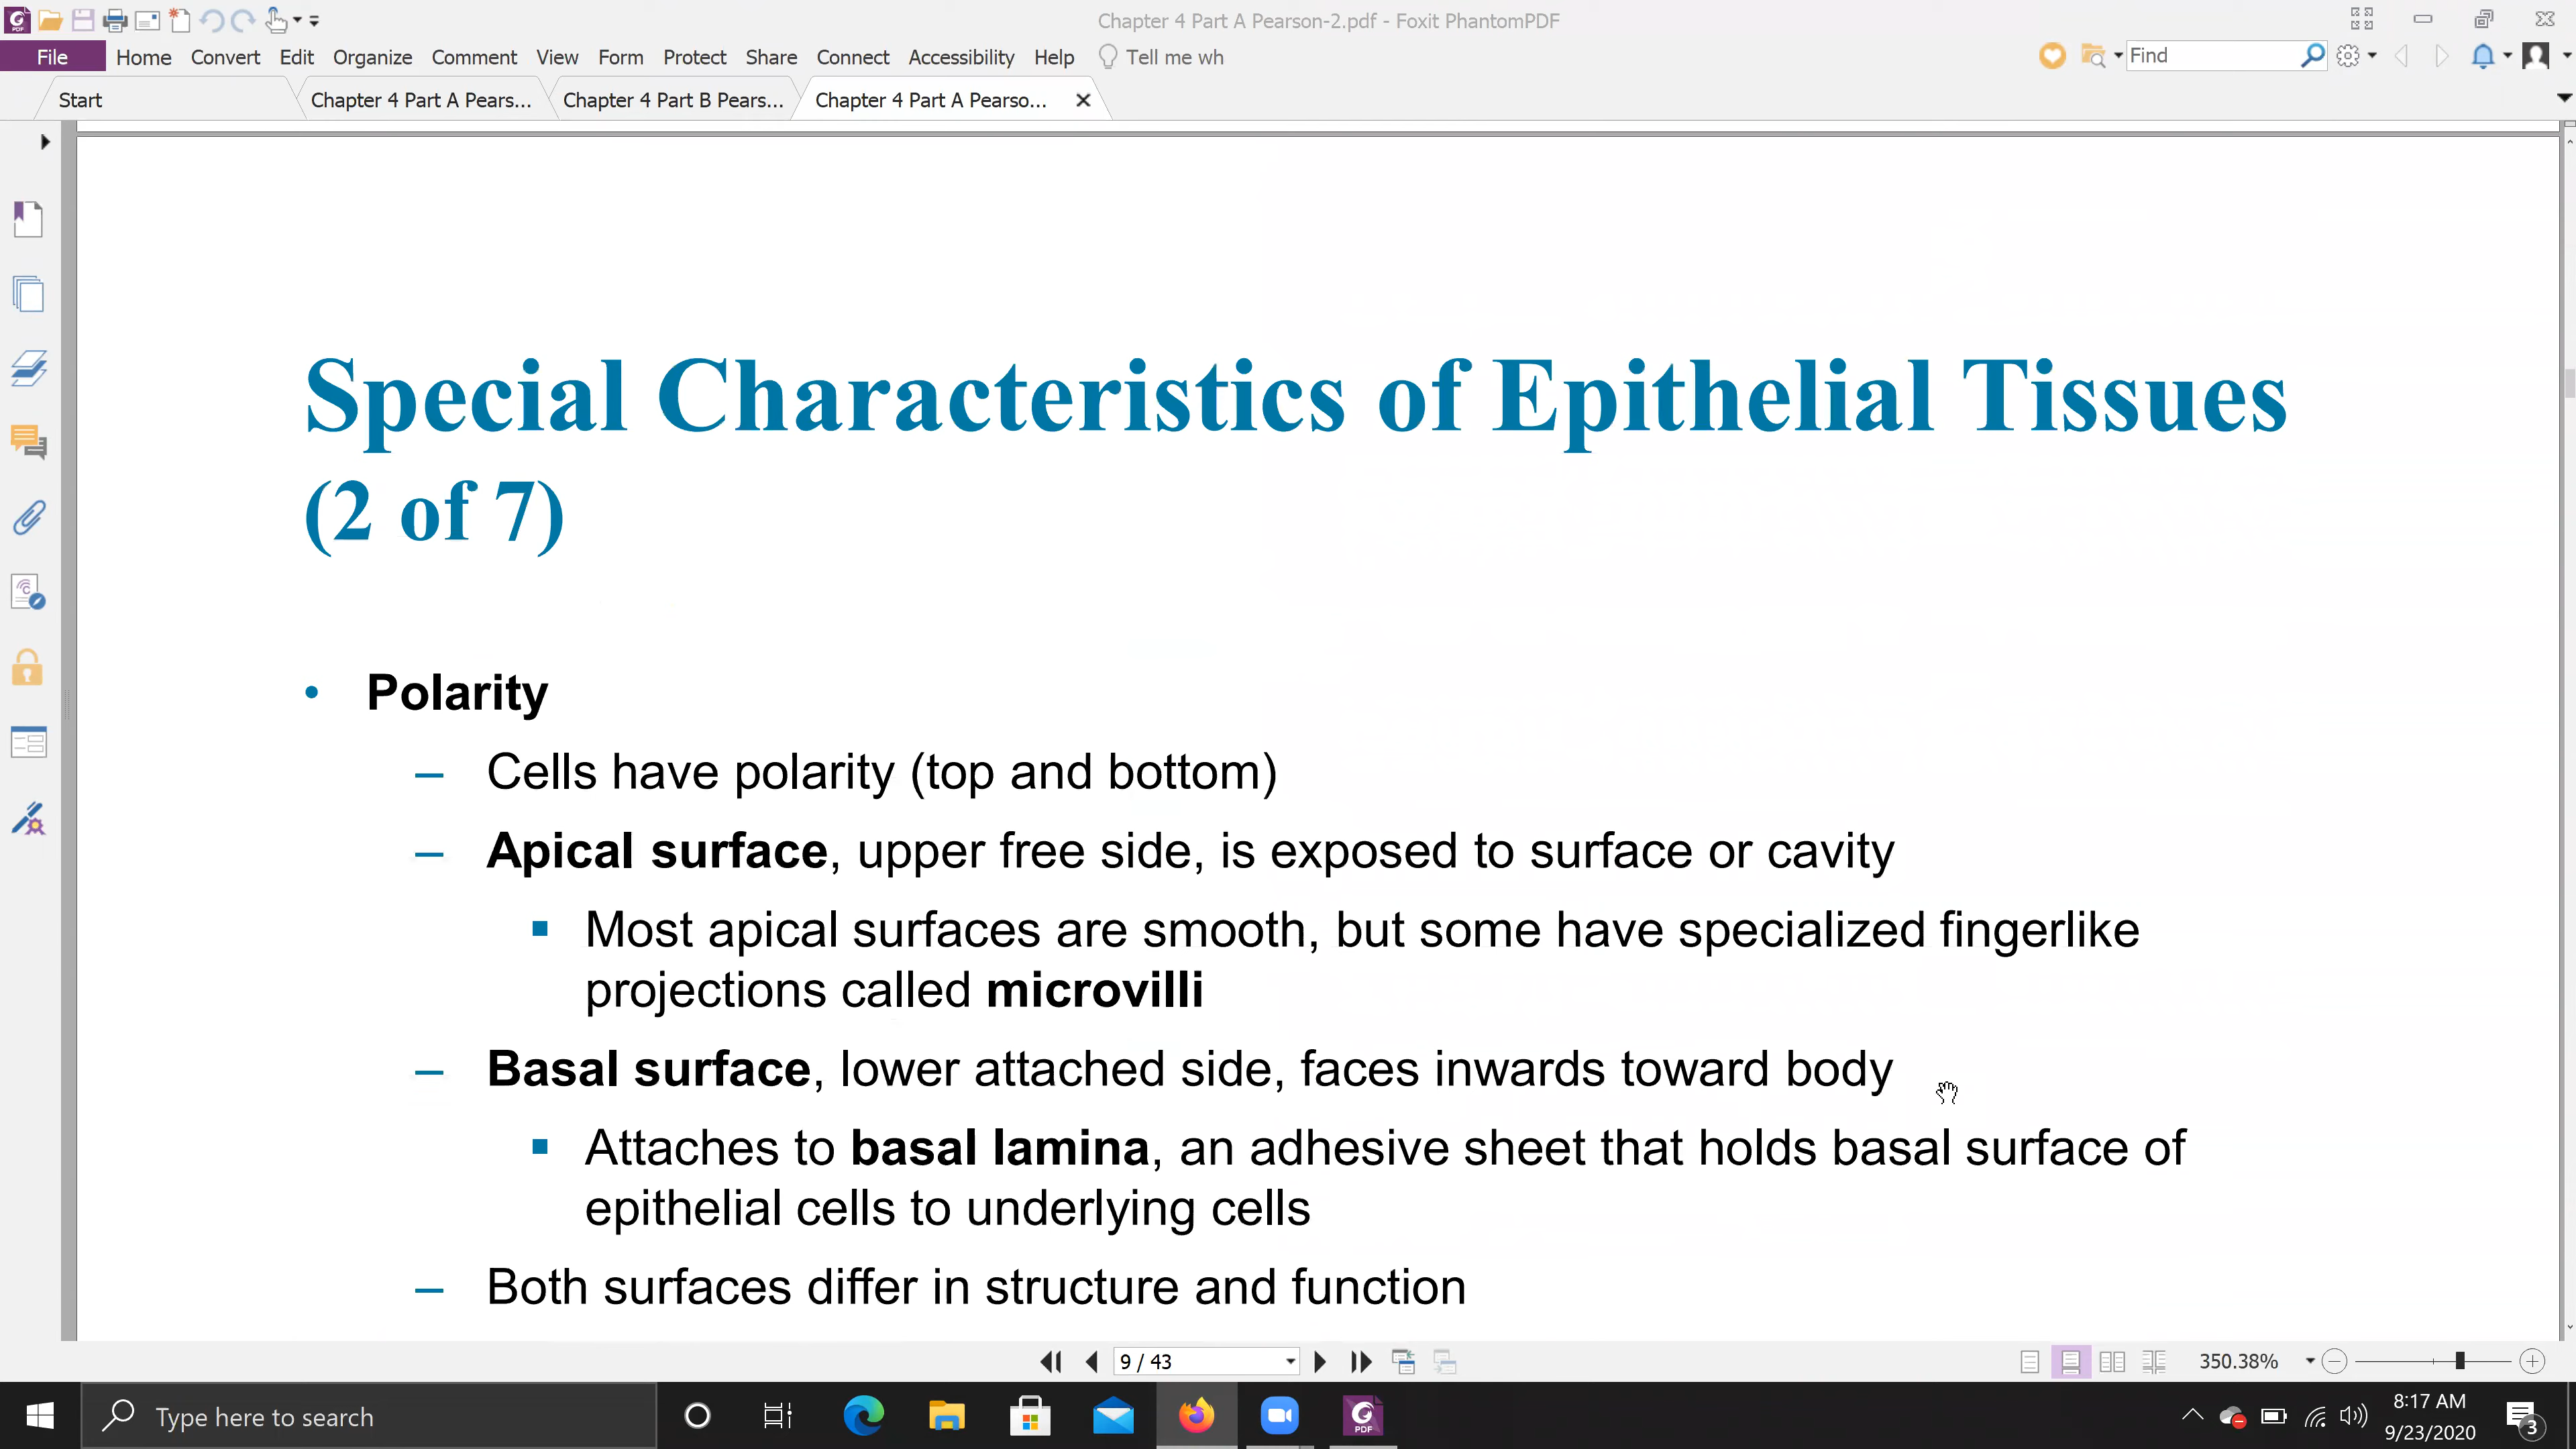 Chapter 4 Part A Pearson-2.pdf - Foxit PhantomPDF
File Home Convert Edit Organize Comment View Form Protect Share Connect Accessibility Help Tell me wh Find
Start Chapter 4 Part A Pears... Chapter 4 Part B Pears... Chapter 4 Part A Pearso...
Special Characteristics of Epithelial Tissues
(2 of 7)
• Polarity
– Cells have polarity (top and bottom)
– Apical surface, upper free side, is exposed to surface or cavity
▪ Most apical surfaces are smooth, but some have specialized fingerlike
projections called microvilli
– Basal surface, lower attached side, faces inwards toward body
▪ Attaches to basal lamina, an adhesive sheet that holds basal surface of
epithelial cells to underlying cells
– Both surfaces differ in structure and function
9 / 43 350.38%
Type here to search PDF 8:17 AM
9/23/2020 3